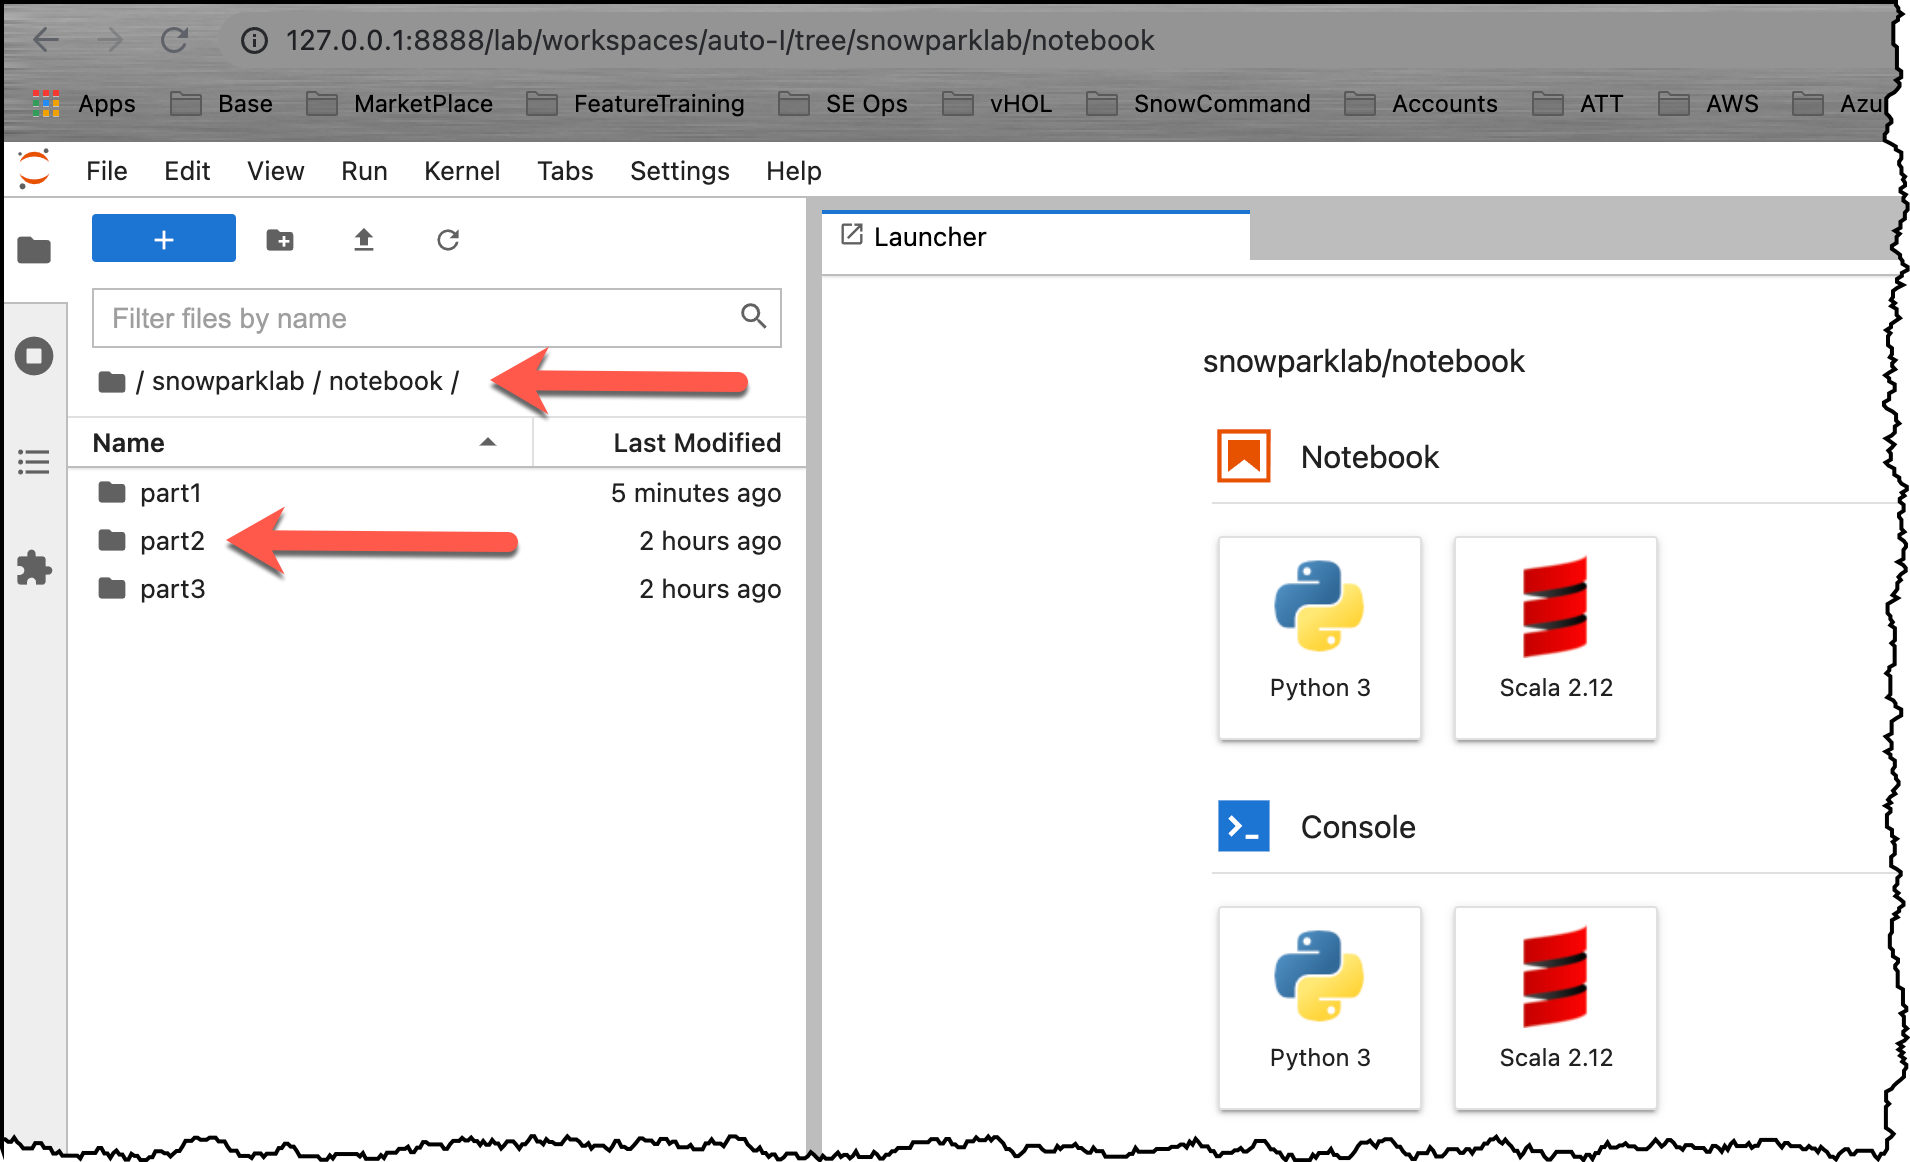 127.0.0.1:8888/lab/workspaces/auto-l/tree/snowparklab/notebook
Apps Base MarketPlace FeatureTraining SE Ops vHOL SnowCommand Accounts ATT AWS Azu
File Edit View Run Kernel Tabs Settings Help
Launcher
Filter files by name
/ snowparklab / notebook /
Name Last Modified
part1 5 minutes ago
part2 2 hours ago
part3 2 hours ago
snowparklab/notebook
Notebook
Python 3 Scala 2.12
Console
Python 3 Scala 2.12